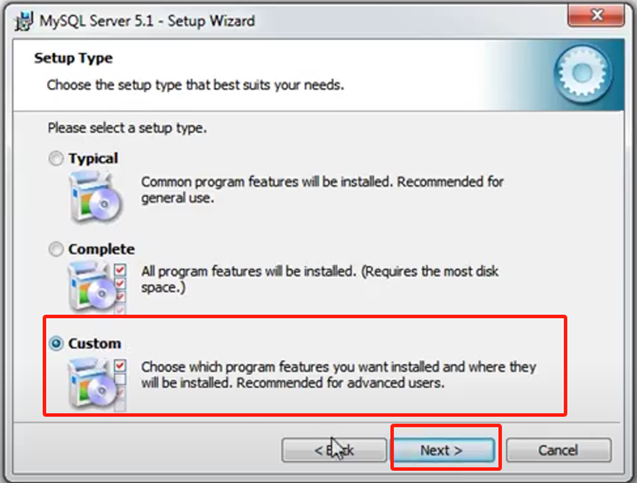 MySQL Server 5.1 - Setup Wizard
Setup Type
Choose the setup type that best suits your needs.
Please select a setup type.
Typical
Common program features will be installed. Recommended for
general use.
Complete
All program features will be installed. (Requires the most disk
space.)
Custom
Choose which program features you want installed and where they
will be installed. Recommended for advanced users.
< Back
Next >
Cancel